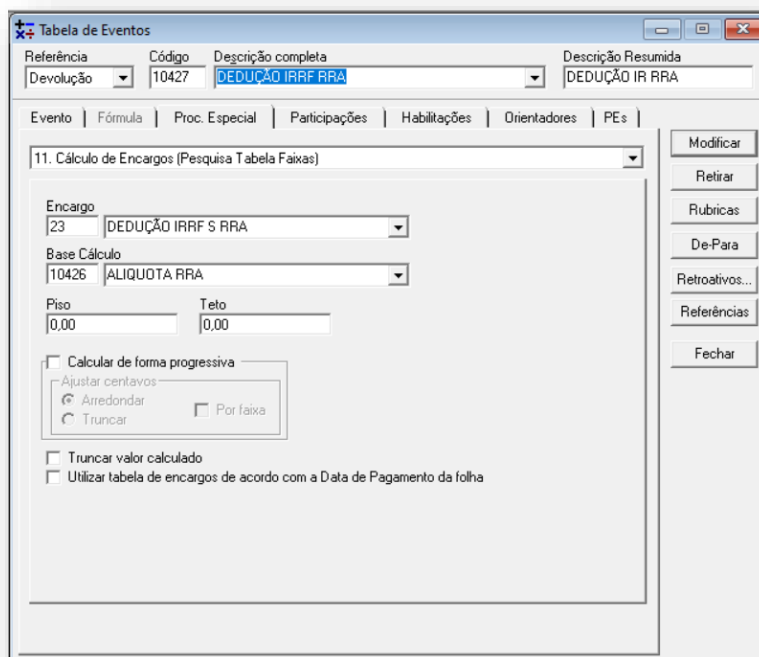 Tabela de Eventos
Referência Código Descrição completa Descrição Resumida
Devolução 10427 DEDUÇÃO IRRF RRA DEDUÇÃO IR RRA
Evento Fórmula Proc. Especial Participações Habilitações Orientadores PEs
Modificar
11. Cálculo de Encargos (Pesquisa Tabela Faixas)
Retirar
Encargo
Rubricas
23 DEDUÇÃO IRRF S RRA
De-Para
Base Cálculo
10426 ALIQUOTA RRA
Retroativos...
Piso Teto
Referências
0,00 0,00
Fechar
Calcular de forma progressiva
Ajustar centavos
Arredondar
Por faixa
Truncar
Truncar valor calculado
Utilizar tabela de encargos de acordo com a Data de Pagamento da folha